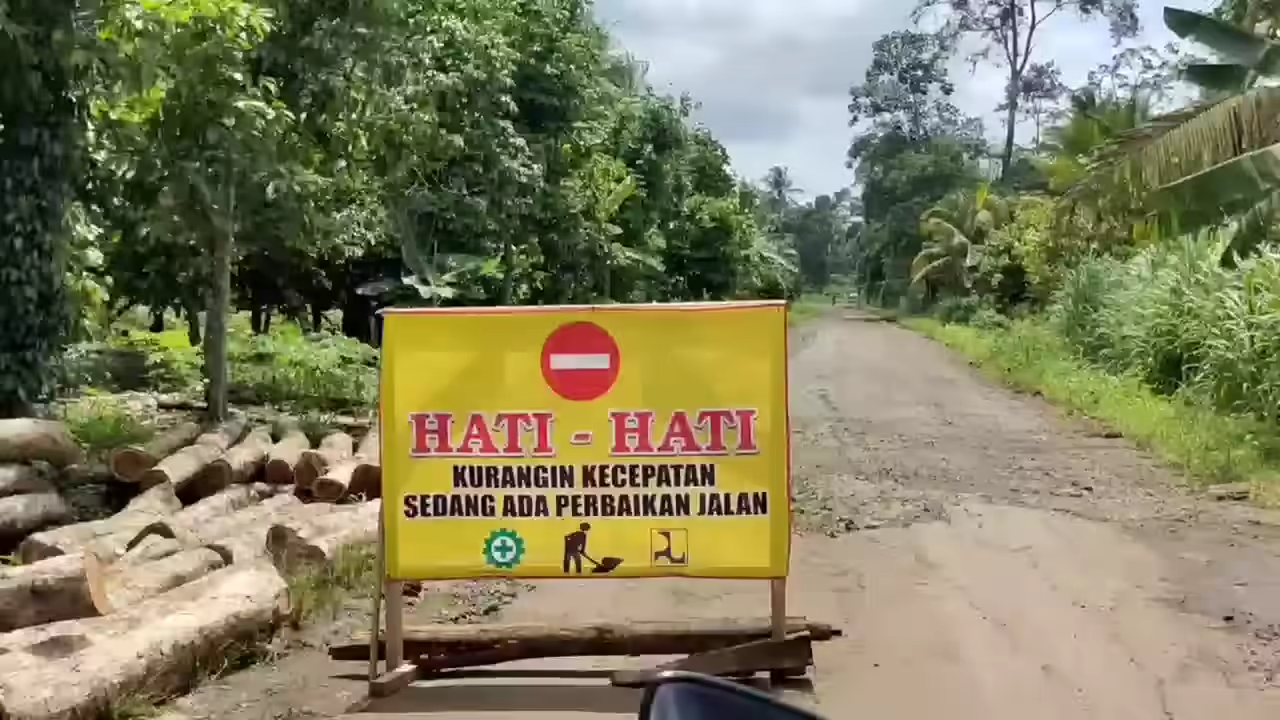 HATI - HATI
KURANGIN KECEPATAN
SEDANG ADA PERBAIKAN JALAN